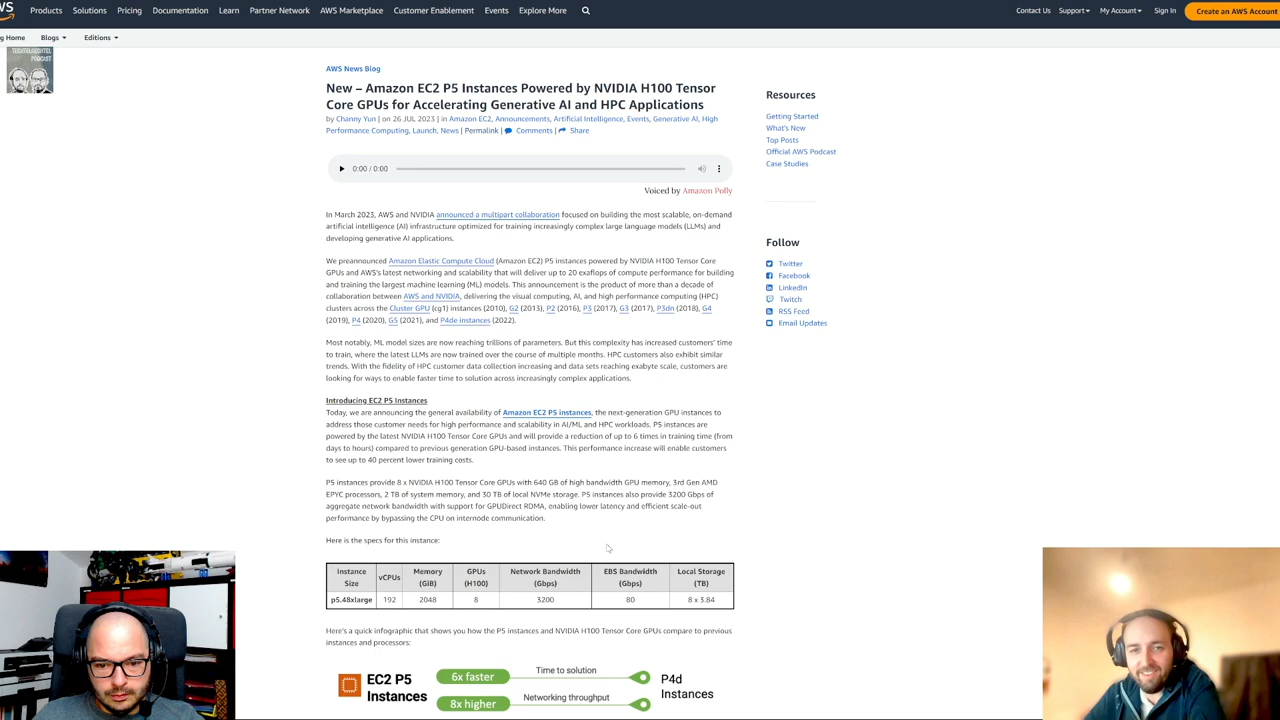 WS
Products Solutions Pricing Documentation Learn Partner Network AWS Marketplace Customer Enablement Events Explore More
Contact Us Support My Account Sign In Create an AWS Account
g Home Blogs Editions
PODCAST
AWS News Blog
New – Amazon EC2 P5 Instances Powered by NVIDIA H100 Tensor
Core GPUs for Accelerating Generative AI and HPC Applications
by Channy Yun | on 26 JUL 2023 | in Amazon EC2, Announcements, Artificial Intelligence, Events, Generative AI, High
Performance Computing, Launch, News | Permalink | Comments | Share
0:00 / 0:00
Voiced by Amazon Polly
In March 2023, AWS and NVIDIA announced a multipart collaboration focused on building the most scalable, on-demand
artificial intelligence (AI) infrastructure optimized for training increasingly complex large language models (LLMs) and
developing generative AI applications.
We preannounced Amazon Elastic Compute Cloud (Amazon EC2) P5 instances powered by NVIDIA H100 Tensor Core
GPUs and AWS's latest networking and scalability that will deliver up to 20 exaflops of compute performance for building
and training the largest machine learning (ML) models. This announcement is the product of more than a decade of
collaboration between AWS and NVIDIA, delivering the visual computing, AI, and high performance computing (HPC)
clusters across the Cluster GPU (cg1) instances (2010), G2 (2013), P2 (2016), P3 (2017), G3 (2017), P3dn (2018), G4
(2019), P4 (2020), G5 (2021), and P4de instances (2022).
Most notably, ML model sizes are now reaching trillions of parameters. But this complexity has increased customers' time
to train, where the latest LLMs are now trained over the course of multiple months. HPC customers also exhibit similar
trends. With the fidelity of HPC customer data collection increasing and data sets reaching exabyte scale, customers are
looking for ways to enable faster time to solution across increasingly complex applications.
Introducing EC2 P5 Instances
Today, we are announcing the general availability of Amazon EC2 P5 instances, the next-generation GPU instances to
address those customer needs for high performance and scalability in AI/ML and HPC workloads. P5 instances are
powered by the latest NVIDIA H100 Tensor Core GPUs and will provide a reduction of up to 6 times in training time (from
days to hours) compared to previous generation GPU-based instances. This performance increase will enable customers
to see up to 40 percent lower training costs.
P5 instances provide 8 x NVIDIA H100 Tensor Core GPUs with 640 GB of high bandwidth GPU memory, 3rd Gen AMD
EPYC processors, 2 TB of system memory, and 30 TB of local NVMe storage. P5 instances also provide 3200 Gbps of
aggregate network bandwidth with support for GPUDirect RDMA, enabling lower latency and efficient scale-out
performance by bypassing the CPU on internode communication.
Here is the specs for this instance:
Instance Size vCPUs Memory (GiB) GPUs (H100) Network Bandwidth (Gbps) EBS Bandwidth (Gbps) Local Storage (TB)
p5.48xlarge 192 2048 8 3200 80 8 x 3.84
Here's a quick infographic that shows you how the P5 instances and NVIDIA H100 Tensor Core GPUs compare to previous
instances and processors:
EC2 P5
Instances
6x faster Time to solution
8x higher Networking throughput
P4d
Instances
Resources
Getting Started
What's New
Top Posts
Official AWS Podcast
Case Studies
Follow
Twitter
Facebook
LinkedIn
Twitch
RSS Feed
Email Updates